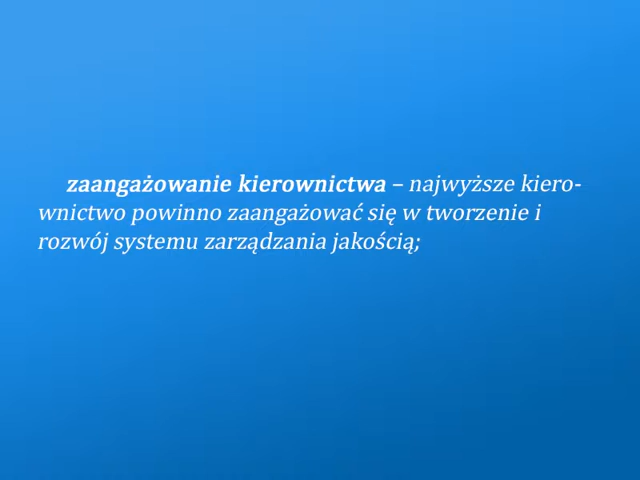 zaangażowanie kierownictwa – najwyższe kiero-
wnictwo powinno zaangażować się w tworzenie i
rozwój systemu zarządzania jakością;